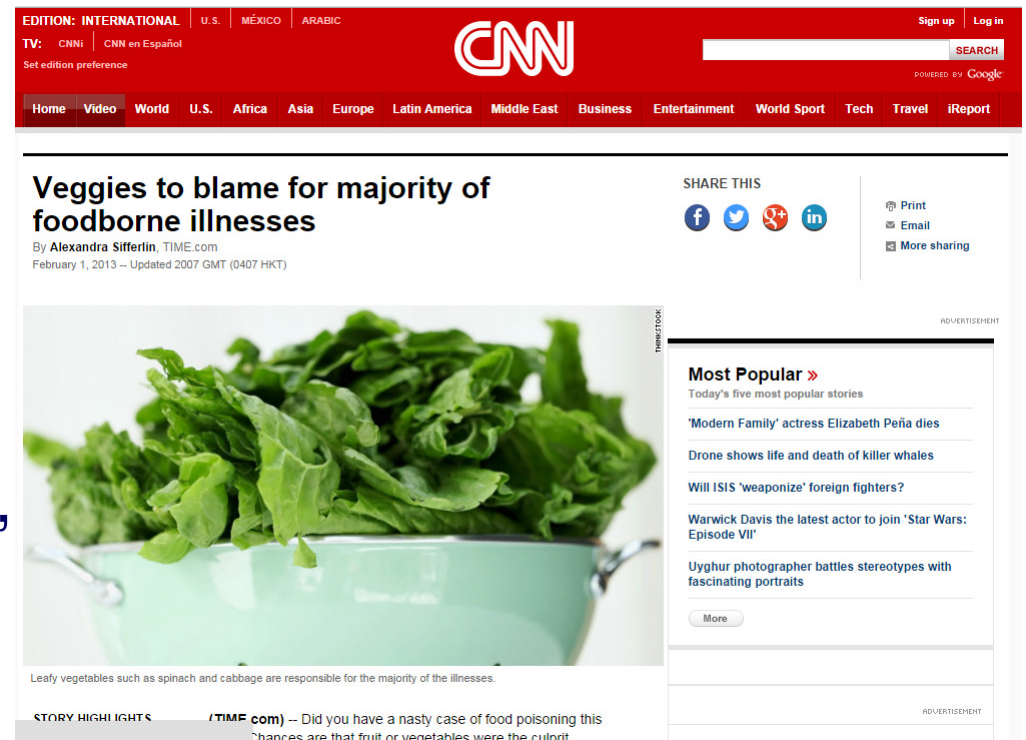 EDITION: INTERNATIONAL U.S. MÉXICO ARABIC
TV: CNNi CNN en Español
Set edition preference
CNN
Sign up Log in
SEARCH
POWERED BY Google
Home Video World U.S. Africa Asia Europe Latin America Middle East Business Entertainment World Sport Tech Travel iReport
Veggies to blame for majority of
foodborne illnesses
By Alexandra Sifferlin, TIME.com
February 1, 2013 -- Updated 2007 GMT (0407 HKT)
SHARE THIS
f g+ in
Print
Email
More sharing
THINKSTOCK
Leafy vegetables such as spinach and cabbage are responsible for the majority of the illnesses.
STORY HIGHLIGHTS
(TIME.com) -- Did you have a nasty case of food poisoning this
Chances are that fruit or vegetables were the culprit
ADVERTISEMENT
Most Popular »
Today's five most popular stories
'Modern Family' actress Elizabeth Peña dies
Drone shows life and death of killer whales
Will ISIS 'weaponize' foreign fighters?
Warwick Davis the latest actor to join 'Star Wars:
Episode VII'
Uyghur photographer battles stereotypes with
fascinating portraits
More
ADVERTISEMENT